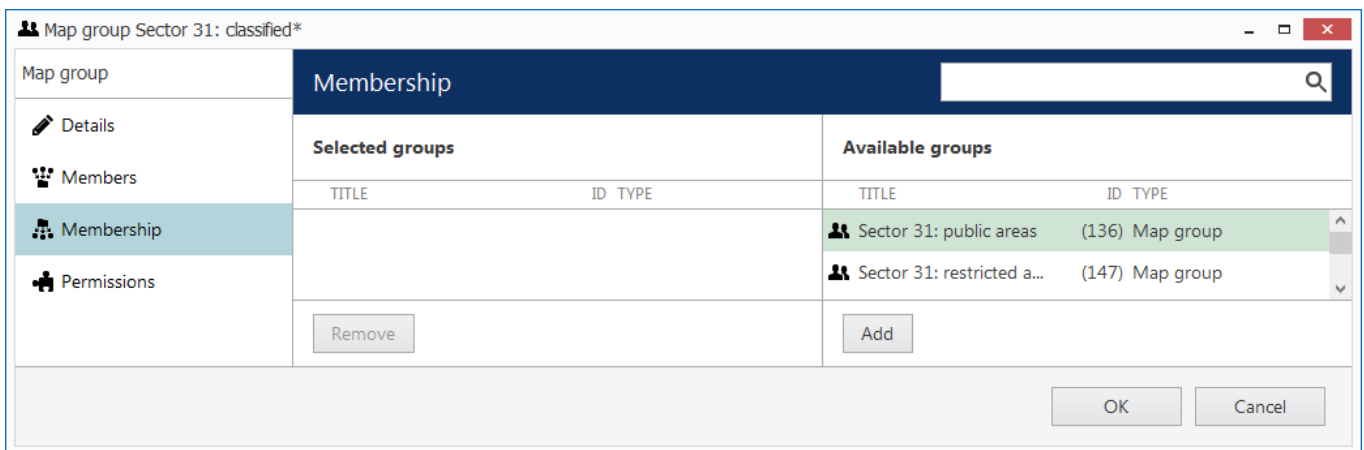 Map group Sector 31: classified*
Map group
Details
Members
Membership
Permissions
Membership
Selected groups
TITLE ID TYPE
Remove
Available groups
TITLE ID TYPE
Sector 31: public areas (136) Map group
Sector 31: restricted a... (147) Map group
Add
OK Cancel